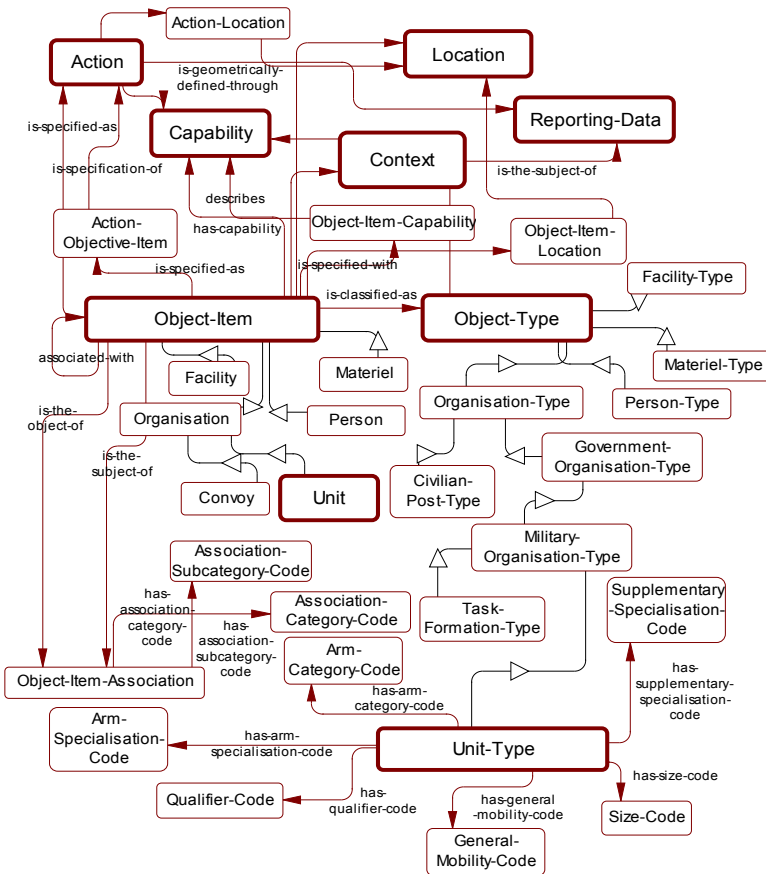 Action-Location
Action
Location
is-geometrically-
defined-through
Capability
Reporting-Data
is-specified-as
Context
is-specification-of
is-the-subject-of
describes
has-capability
Action-
Objective-Item
Object-Item-Capability
Object-Item-
Location
is-specified-as
is-specified-with
Facility-Type
is-classified-as
Object-Item
Object-Type
associated-with
Facility
Materiel
Materiel-Type
is-the-
object-of
Organisation
Person
Organisation-Type
Person-Type
is-the-
subject-of
Government-
Organisation-Type
Convoy
Unit
Civilian-
Post-Type
Military-
Organisation-Type
Association-
Subcategory-Code
has-
association-
category-
code
Association-
Category-Code
Task-
Formation-Type
Supplementary
-Specialisation-
Code
has-
association-
subcategory-
code
Arm-
Category-Code
Object-Item-Association
has-
supplementary-
specialisation-
code
has-arm-
category-code
Arm-
Specialisation-
Code
has-arm-
specialisation-code
Unit-Type
has-size-code
Qualifier-Code
has-
qualifier-code
has-general
-mobility-code
Size-Code
General-
Mobility-Code